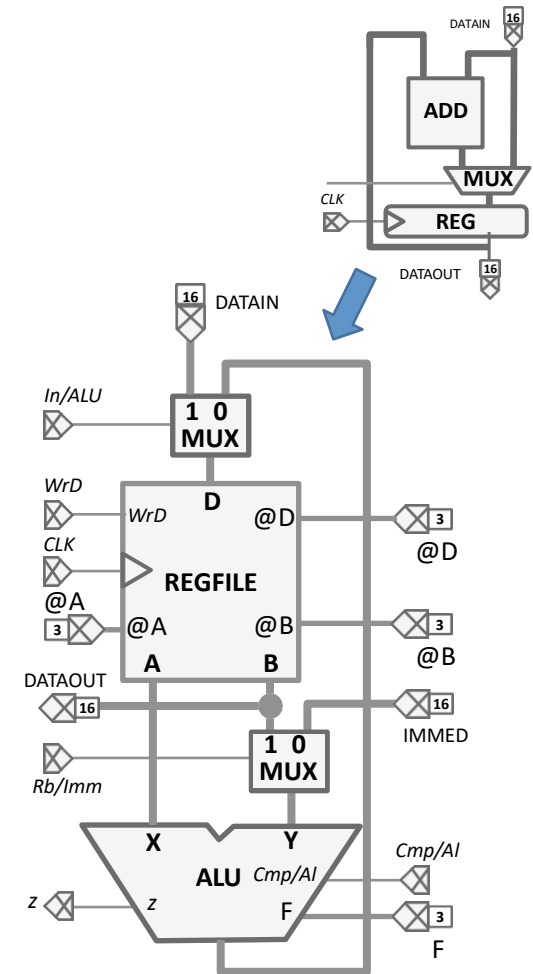 DATAIN
16
ADD
MUX
CLK
REG
DATAOUT
16
16
DATAIN
In/ALU
1 0
MUX
WrD
WrD
D
@D
3
@D
CLK
REGFILE
@A
3
@A
@B
3
@B
A
B
DATAOUT
16
16
IMMED
1 0
MUX
Rb/Imm
X
Y
ALU
Cmp/Al
Cmp/Al
z
z
F
3
F